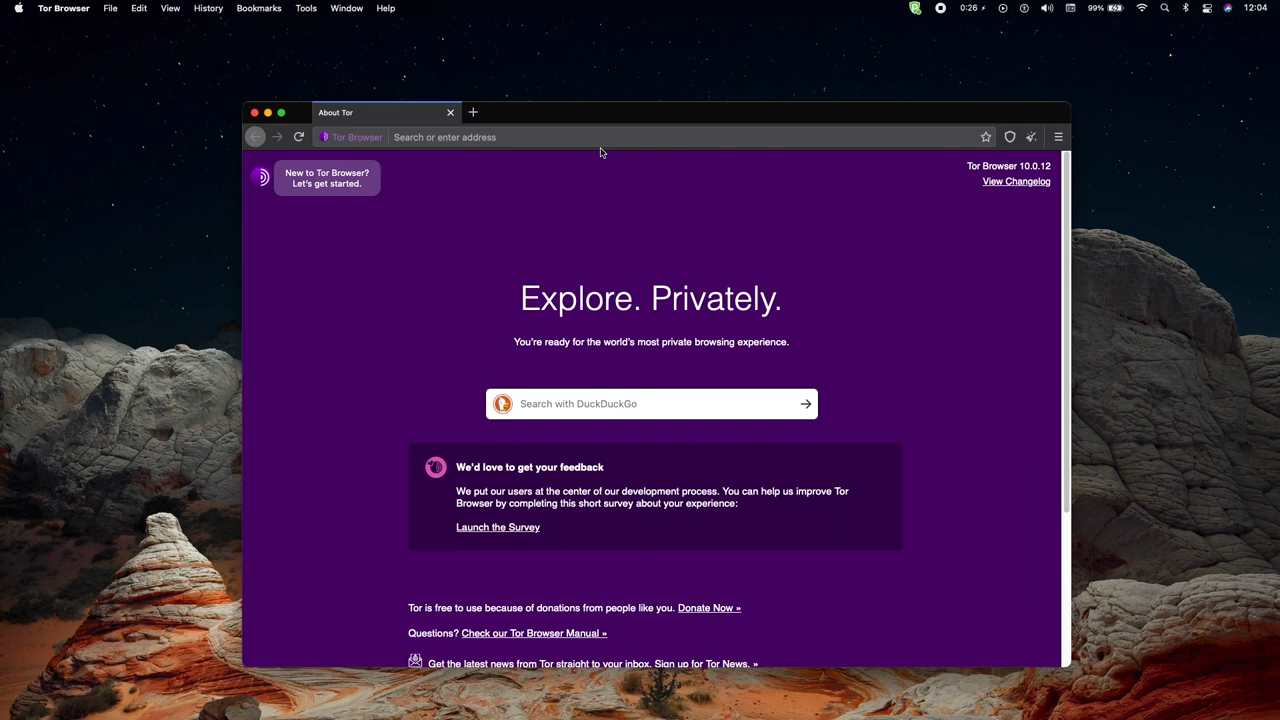 Tor Browser File Edit View History Bookmarks Tools Window Help 0:26 99% 12:04
About Tor
Tor Browser Search or enter address
New to Tor Browser?
Let's get started.
Tor Browser 10.0.12
View Changelog
Explore. Privately.
You're ready for the world's most private browsing experience.
Search with DuckDuckGo
We'd love to get your feedback
We put our users at the center of our development process. You can help us improve Tor
Browser by completing this short survey about your experience:
Launch the Survey
Tor is free to use because of donations from people like you. Donate Now »
Questions? Check our Tor Browser Manual »
Get the latest news from Tor straight to your inbox. Sign up for Tor News. »